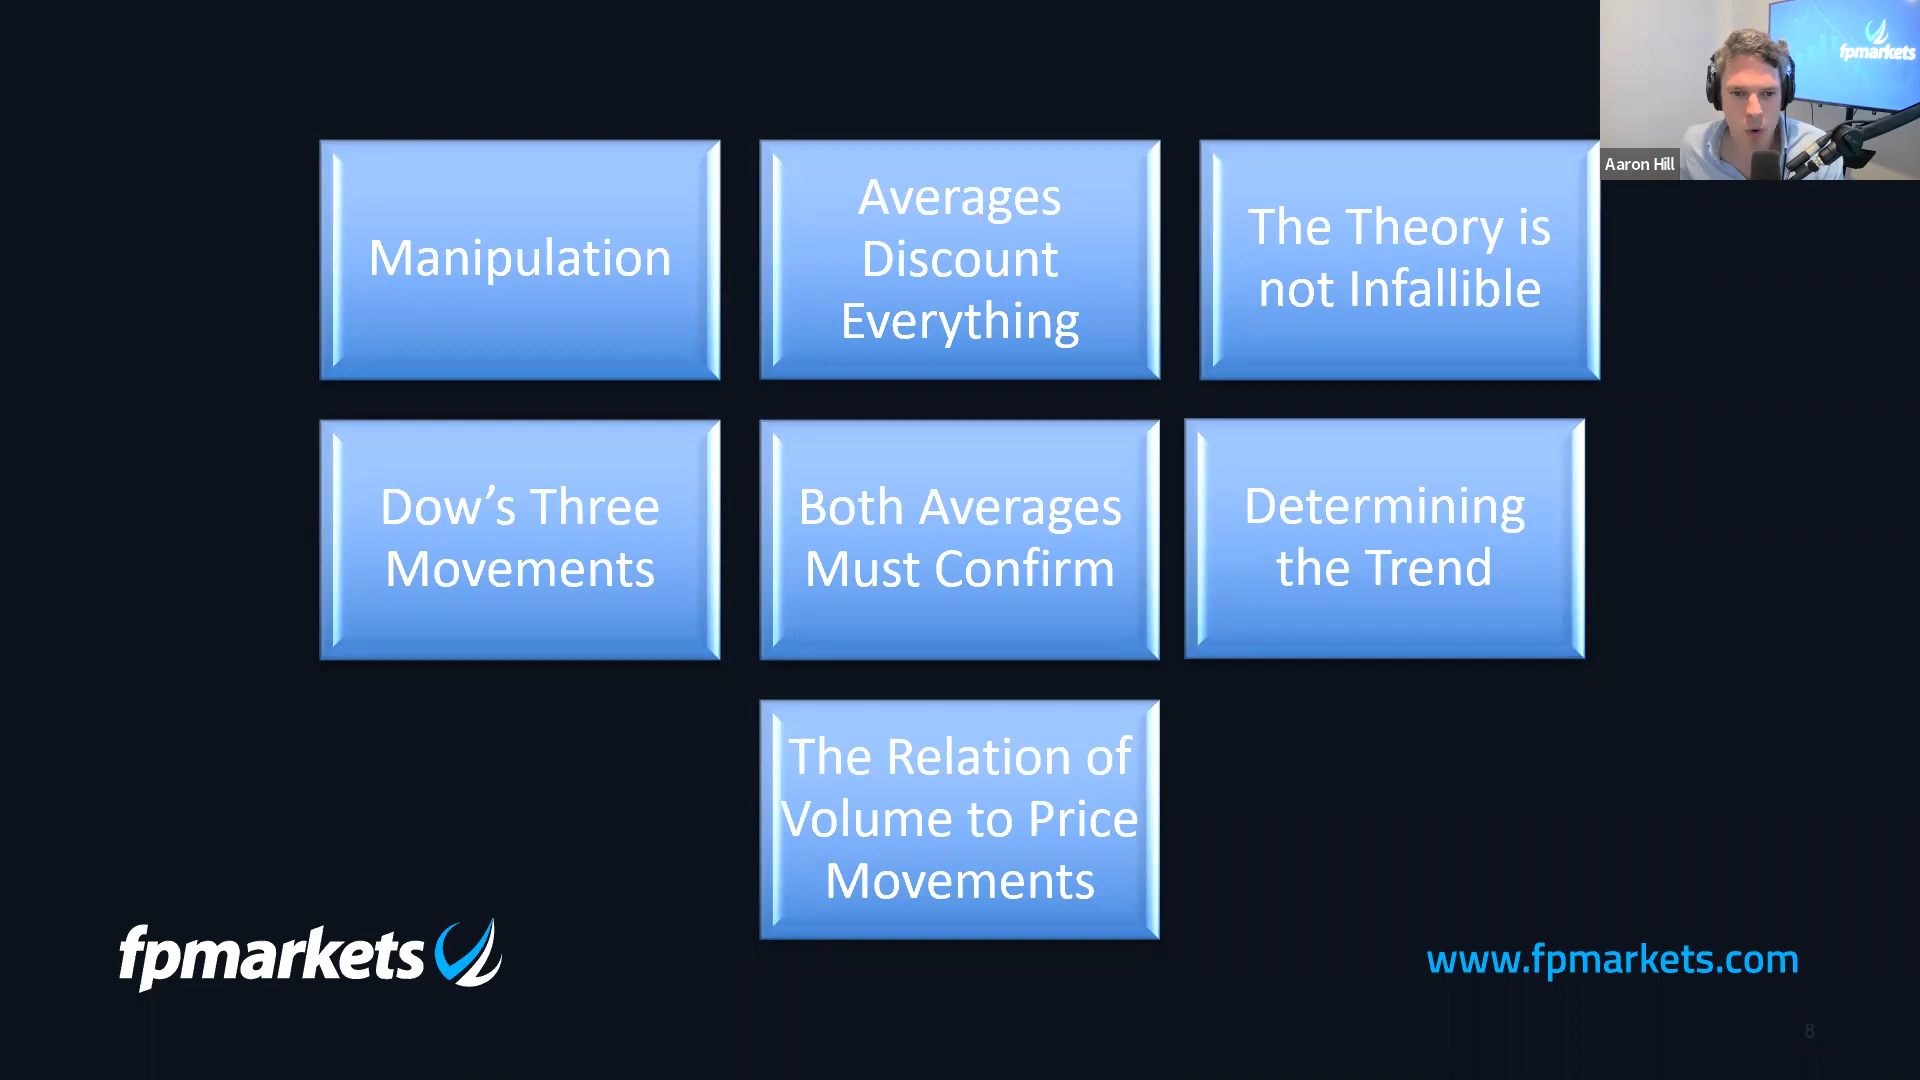 fpmarkets
Aaron Hill
Manipulation
Averages
Discount
Everything
The Theory is
not Infallible
Dow’s Three
Movements
Both Averages
Must Confirm
Determining
the Trend
The Relation of
Volume to Price
Movements
fpmarkets
www.fpmarkets.com
8